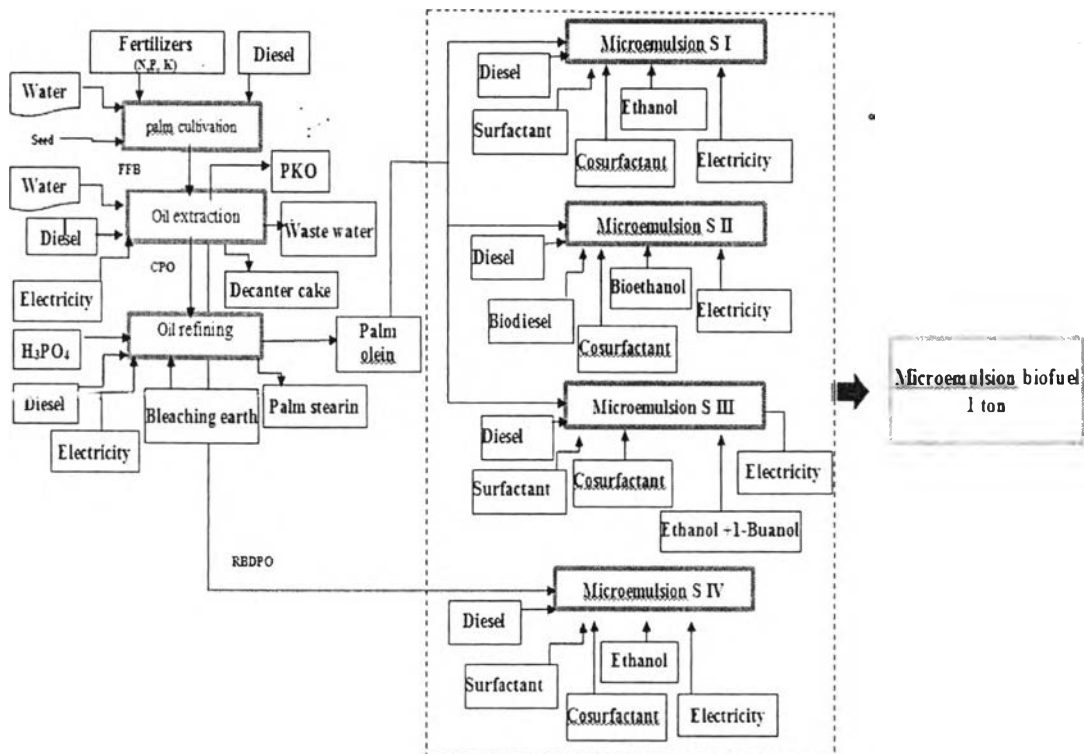 Fertilizers
(N,P, K)
Diesel
Water
palm cultivation
Seed
FFB
PKO
Water
Oil extraction
Waste water
Diesel
CPO
Decanter cake
Electricity
Oil refining
Palm
olein
H₃PO₄
Diesel
Bleaching earth
Palm stearin
Electricity
RBDPO
Microemulsion S I
Diesel
Ethanol
Surfactant
Cosurfactant
Electricity
Microemulsion S II
Diesel
Bioethanol
Biodiesel
Electricity
Cosurfactant
Microemulsion S III
Diesel
Surfactant
Cosurfactant
Electricity
Ethanol +1-Buanol
Microemulsion S IV
Diesel
Ethanol
Surfactant
Cosurfactant
Electricity
Microemulsion biofuel
1 ton